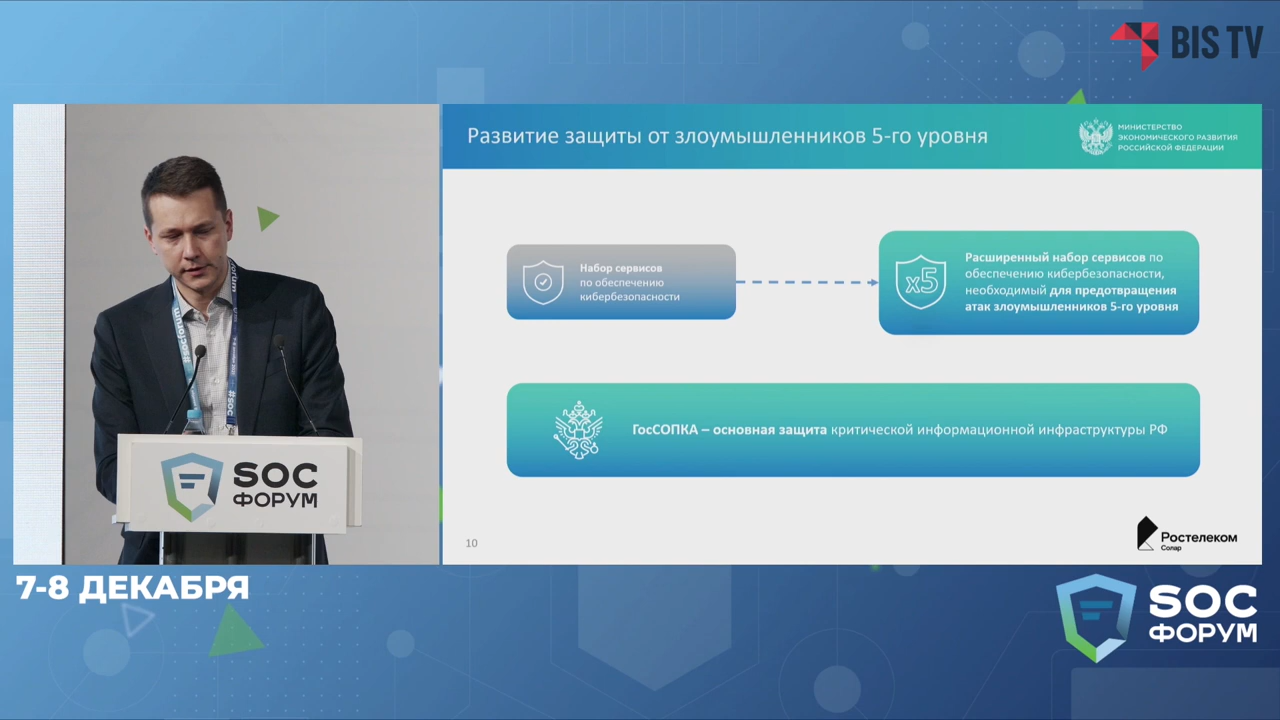 BIS TV
Развитие защиты от злоумышленников 5-го уровня
МИНИСТЕРСТВО
ЭКОНОМИЧЕСКОГО РАЗВИТИЯ
РОССИЙСКОЙ ФЕДЕРАЦИИ
Набор сервисов
по обеспечению
кибербезопасности
x5
Расширенный набор сервисов по
обеспечению кибербезопасности,
необходимый для предотвращения
атак злоумышленников 5-го уровня
ГосСОПКА – основная защита критической информационной инфраструктуры РФ
10
Ростелеком
Солар
#socforum
SOC
ФОРУМ
7-8 ДЕКАБРЯ
SOC
ФОРУМ